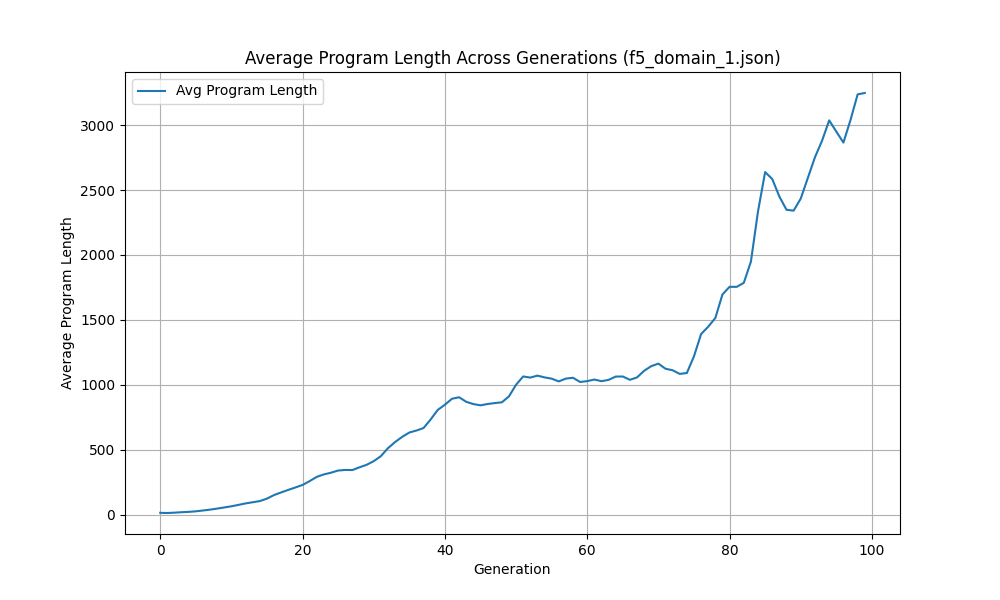 Average Program Length Across Generations (f5_domain_1.json)
Avg Program Length
Average Program Length
3000
2500
2000
1500
1000
500
0
0 20 40 60 80 100
Generation